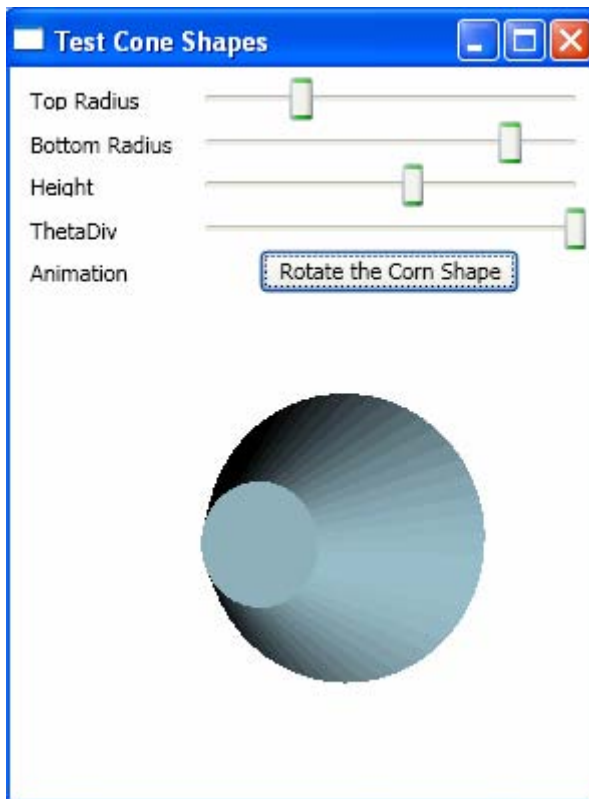 Test Cone Shapes
Top Radius
Bottom Radius
Height
ThetaDiv
Animation
Rotate the Corn Shape